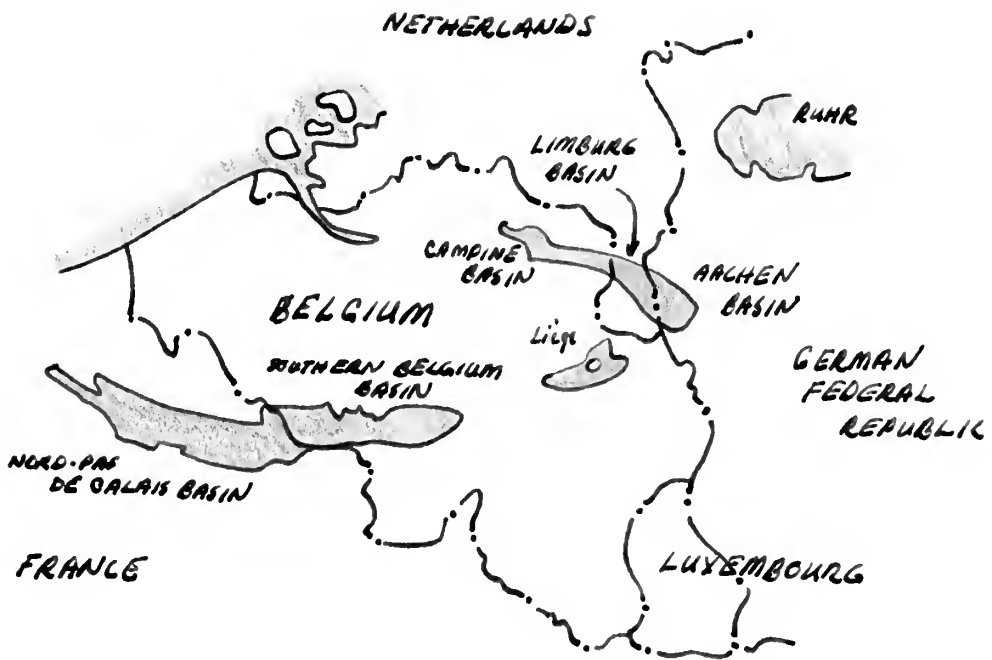 NETHERLANDS
RUHR
LIMBURG
BASIN
CAMPINE
BASIN
AACHEN
BASIN
BELGIUM
Liège
SOUTHERN BELGIUM
BASIN
GERMAN
FEDERAL
REPUBLIC
NORD-PAS
DE CALAIS BASIN
FRANCE
LUXEMBOURG